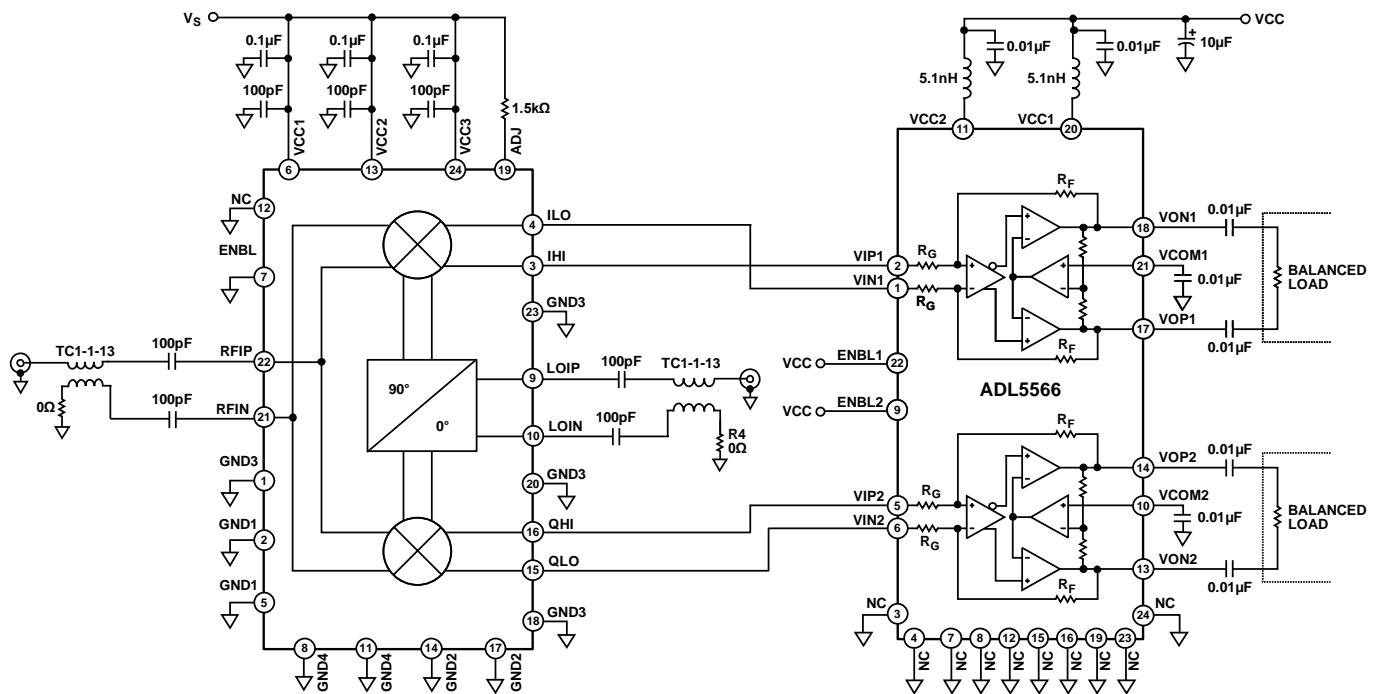 VS
VCC
0.1µF
0.1µF
0.1µF
0.01µF
0.01µF
10µF
100pF
100pF
100pF
1.5kΩ
5.1nH
5.1nH
VCC1
VCC2
VCC3
ADJ
VCC2
VCC1
6
13
24
19
11
20
NC
12
ENBL
7
RFIP
22
RFIN
21
GND3
1
GND1
2
GND1
5
TC1-1-13
100pF
100pF
0Ω
90°
0°
ILO
4
IHI
3
GND3
23
LOIP
9
LOIN
10
GND3
20
QHI
16
QLO
15
GND3
18
8
11
14
17
GND4
GND4
GND2
GND2
100pF
TC1-1-13
100pF
R4
0Ω
VIP1
2
RG
VIN1
1
RG
RF
RF
VON1
18
0.01µF
VCOM1
21
0.01µF
VOP1
17
0.01µF
BALANCED
LOAD
VCC
ENBL1
22
VCC
ENBL2
9
ADL5566
VIP2
5
RG
VIN2
6
RG
RF
RF
VOP2
14
0.01µF
VCOM2
10
0.01µF
VON2
13
0.01µF
BALANCED
LOAD
NC
3
NC
24
4
7
8
12
15
16
19
23
NC
NC
NC
NC
NC
NC
NC
NC